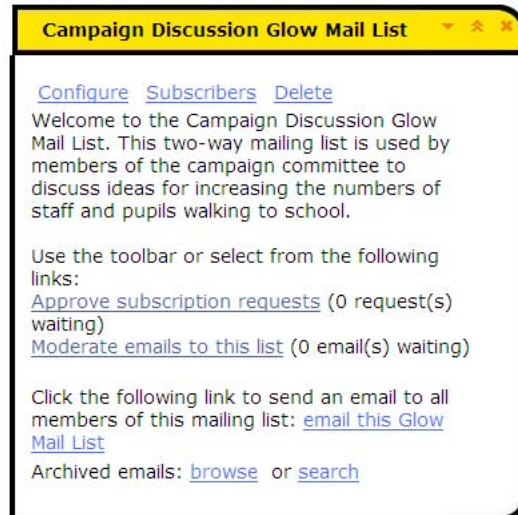 Campaign Discussion Glow Mail List
Configure Subscribers Delete
Welcome to the Campaign Discussion Glow
Mail List. This two-way mailing list is used by
members of the campaign committee to
discuss ideas for increasing the numbers of
staff and pupils walking to school.
Use the toolbar or select from the following
links:
Approve subscription requests (0 request(s)
waiting)
Moderate emails to this list (0 email(s) waiting)
Click the following link to send an email to all
members of this mailing list: email this Glow
Mail List
Archived emails: browse or search